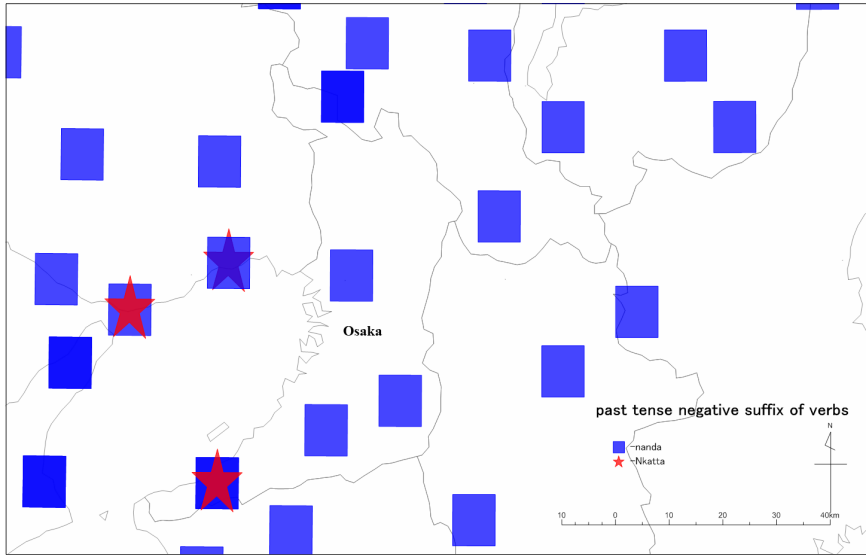 Osaka
past tense negative suffix of verbs
N
-nanda
-Nkatta
10 0 10 20 30 40km